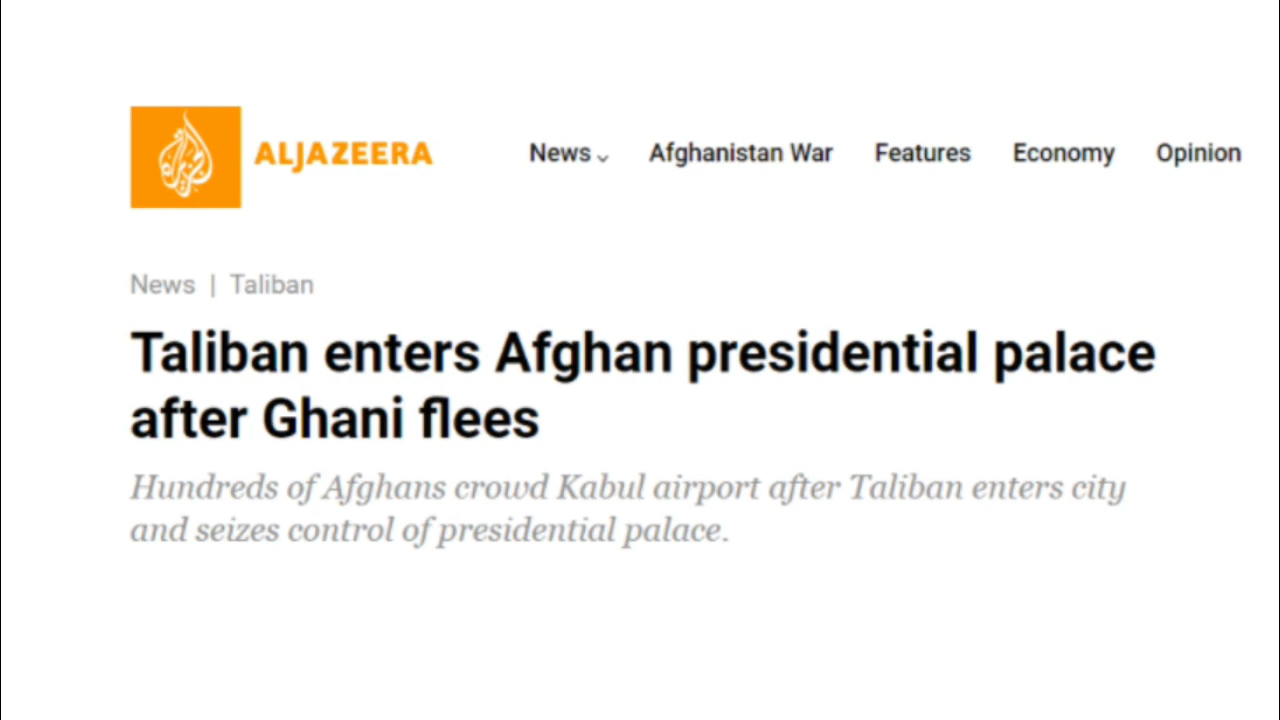 ALJAZEERA
News Afghanistan War Features Economy Opinion
News | Taliban
Taliban enters Afghan presidential palace
after Ghani flees
Hundreds of Afghans crowd Kabul airport after Taliban enters city
and seizes control of presidential palace.